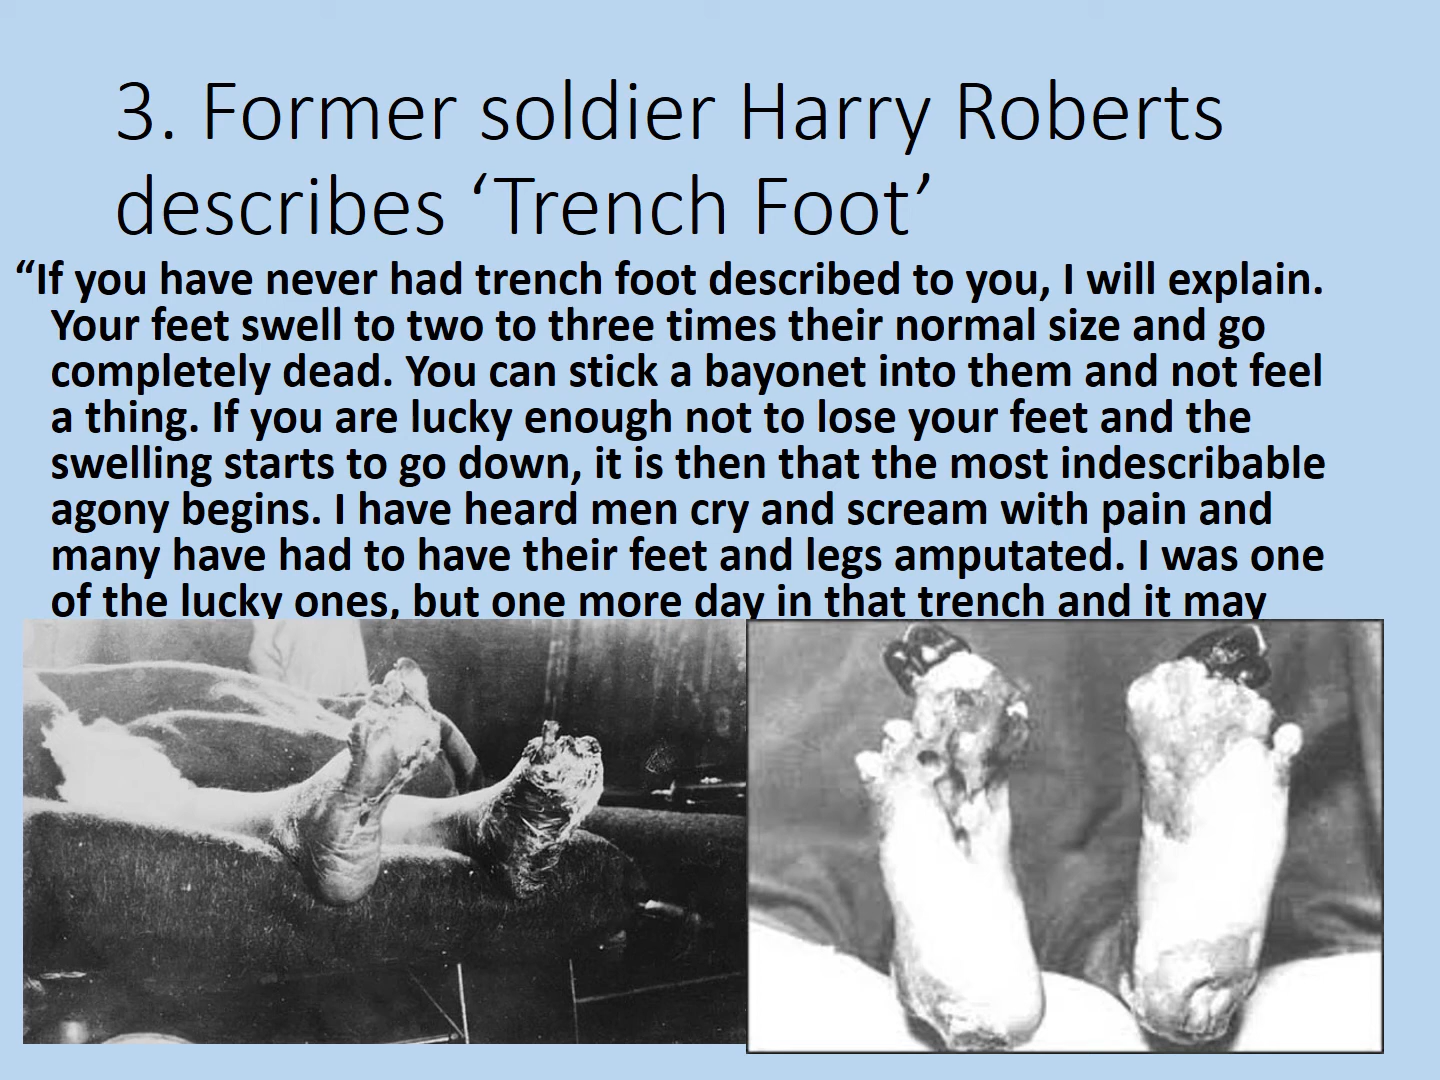 3. Former soldier Harry Roberts
describes ‘Trench Foot’
“If you have never had trench foot described to you, I will explain.
Your feet swell to two to three times their normal size and go
completely dead. You can stick a bayonet into them and not feel
a thing. If you are lucky enough not to lose your feet and the
swelling starts to go down, it is then that the most indescribable
agony begins. I have heard men cry and scream with pain and
many have had to have their feet and legs amputated. I was one
of the lucky ones, but one more day in that trench and it may